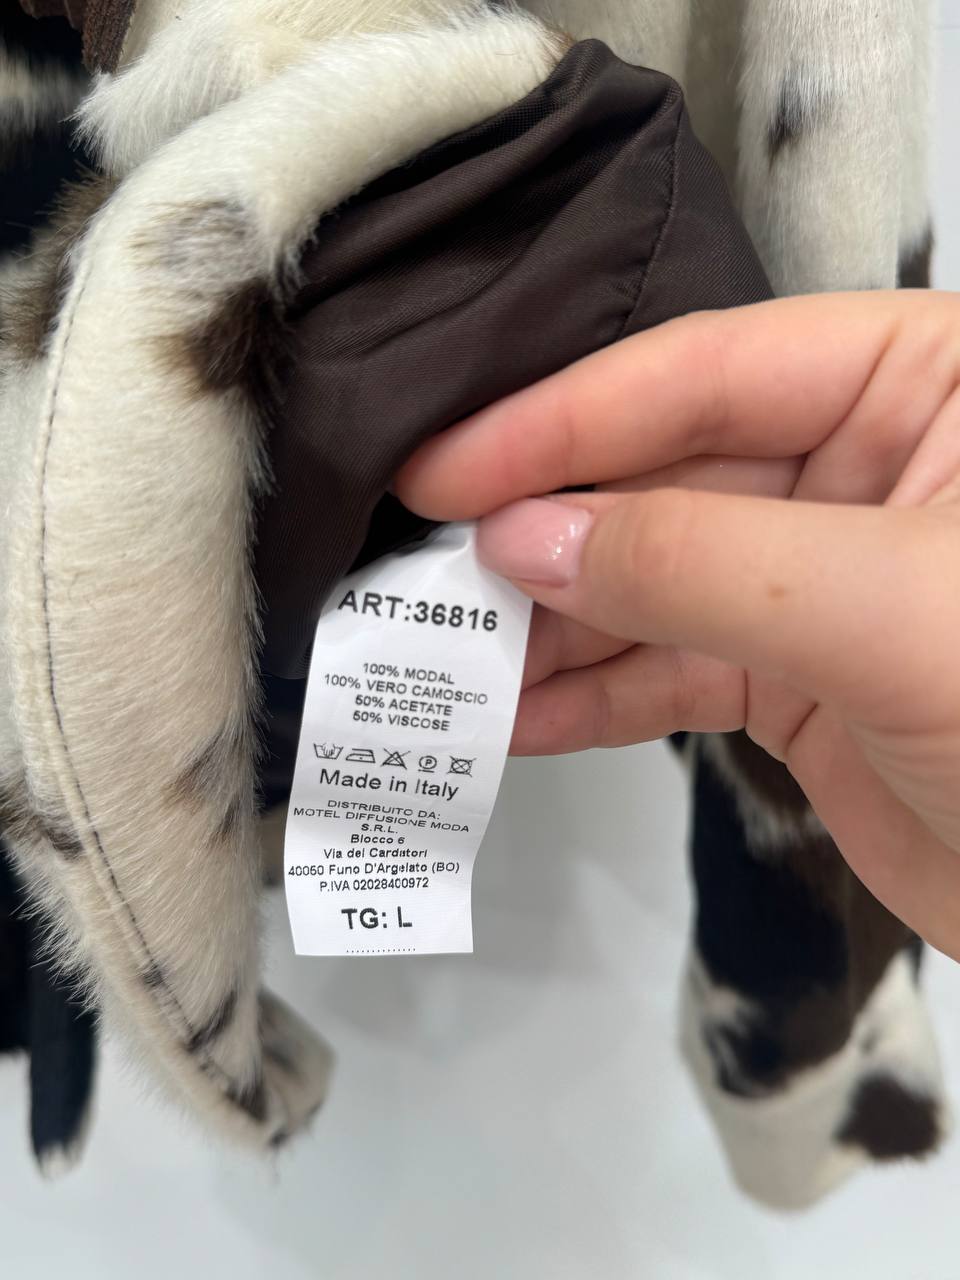 ART:36816
100% MODAL
100% VERO CAMOSCIO
50% ACETATE
50% VISCOSE
Made in Italy
DISTRIBUITO DA:
MOTEL DIFFUSIONE MODA
S.R.L.
Blocco 6
Via dei Cardatori
40050 Funo D'Argelato (BO)
P.IVA 02028400972
TG: L